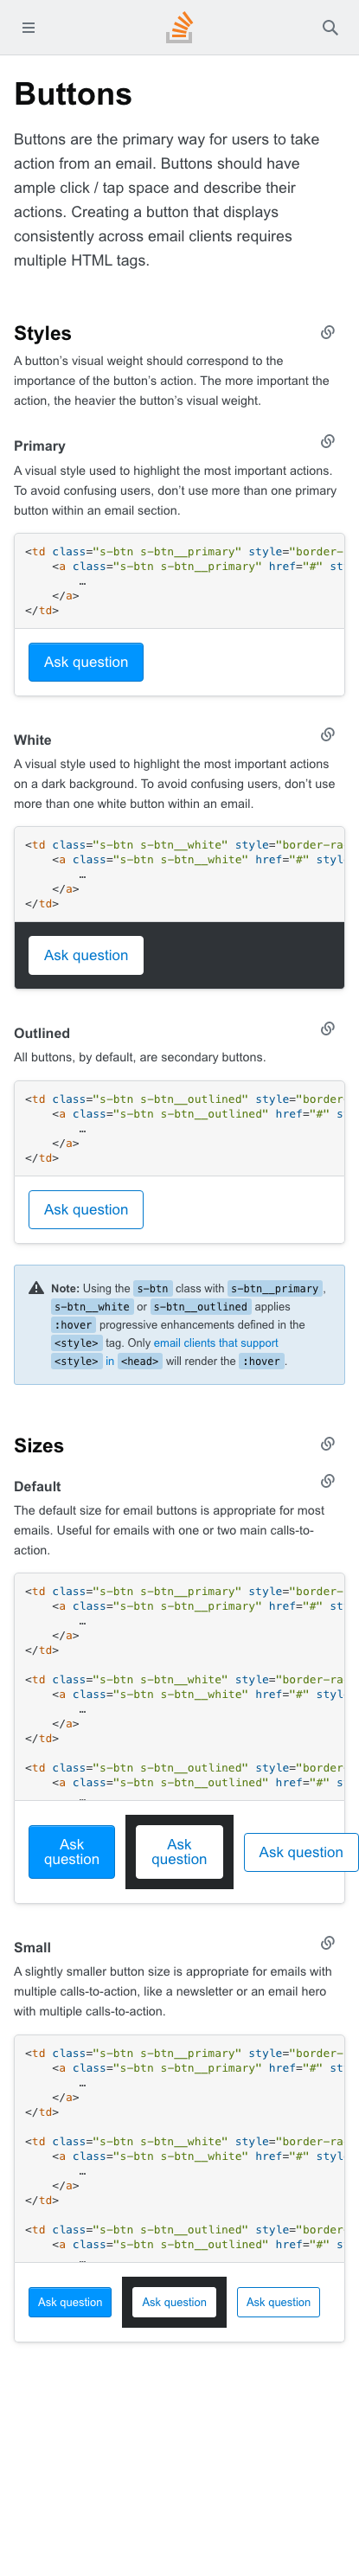 Buttons
Buttons are the primary way for users to take
action from an email. Buttons should have
ample click / tap space and describe their
actions. Creating a button that displays
consistently across email clients requires
multiple HTML tags.
Styles
A button’s visual weight should correspond to the
importance of the button’s action. The more important the
action, the heavier the button’s visual weight.
Primary
A visual style used to highlight the most important actions.
To avoid confusing users, don’t use more than one primary
button within an email section.
<td class="s-btn s-btn__primary" style="border-
<a class="s-btn s-btn__primary" href="#" st
…
</a>
</td>
Ask question
White
A visual style used to highlight the most important actions
on a dark background. To avoid confusing users, don’t use
more than one white button within an email.
<td class="s-btn s-btn__white" style="border-ra
<a class="s-btn s-btn__white" href="#" styl
…
</a>
</td>
Ask question
Outlined
All buttons, by default, are secondary buttons.
<td class="s-btn s-btn__outlined" style="border
<a class="s-btn s-btn__outlined" href="#" s
…
</a>
</td>
Ask question
Note: Using the s-btn class with s-btn__primary,
s-btn__white or s-btn__outlined applies
:hover progressive enhancements defined in the
<style> tag. Only email clients that support
<style> in <head> will render the :hover.
Sizes
Default
The default size for email buttons is appropriate for most
emails. Useful for emails with one or two main calls-to-
action.
<td class="s-btn s-btn__primary" style="border-
<a class="s-btn s-btn__primary" href="#" st
…
</a>
</td>
<td class="s-btn s-btn__white" style="border-ra
<a class="s-btn s-btn__white" href="#" styl
…
</a>
</td>
<td class="s-btn s-btn__outlined" style="border
<a class="s-btn s-btn__outlined" href="#" s
…
Ask
question
Ask
question
Ask question
Small
A slightly smaller button size is appropriate for emails with
multiple calls-to-action, like a newsletter or an email hero
with multiple calls-to-action.
<td class="s-btn s-btn__primary" style="border-
<a class="s-btn s-btn__primary" href="#" st
…
</a>
</td>
<td class="s-btn s-btn__white" style="border-ra
<a class="s-btn s-btn__white" href="#" styl
…
</a>
</td>
<td class="s-btn s-btn__outlined" style="border
<a class="s-btn s-btn__outlined" href="#" s
…
Ask question Ask question Ask question